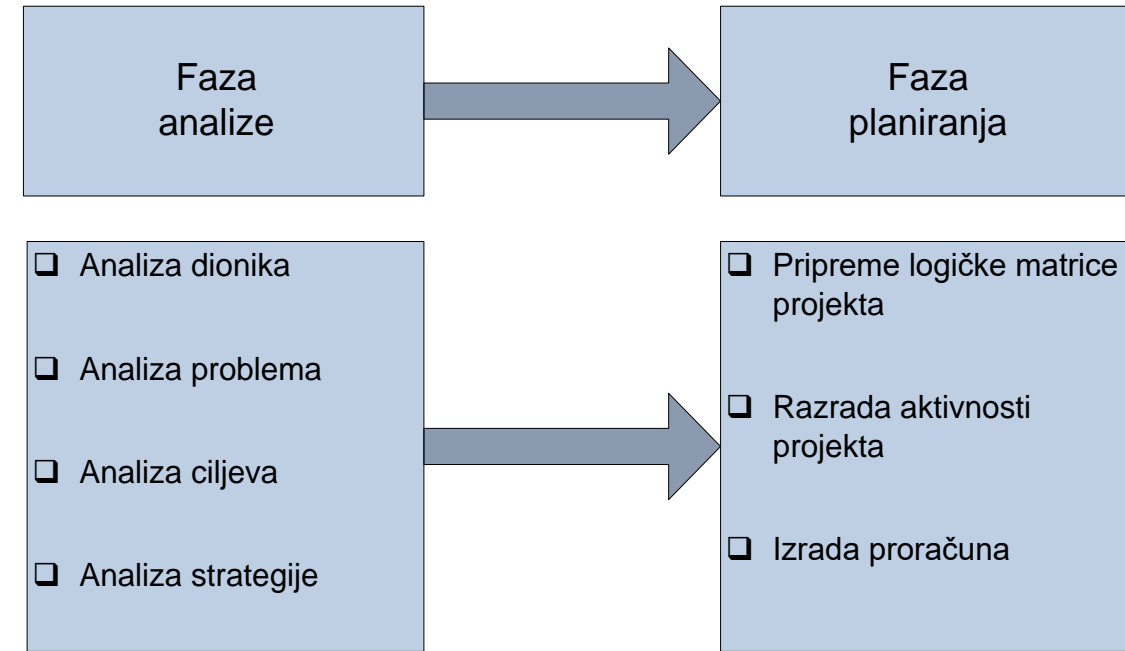 Faza
analize
Faza
planiranja
❑ Analiza dionika
❑ Analiza problema
❑ Analiza ciljeva
❑ Analiza strategije
❑ Pripreme logičke matrice
projekta
❑ Razrada aktivnosti
projekta
❑ Izrada proračuna